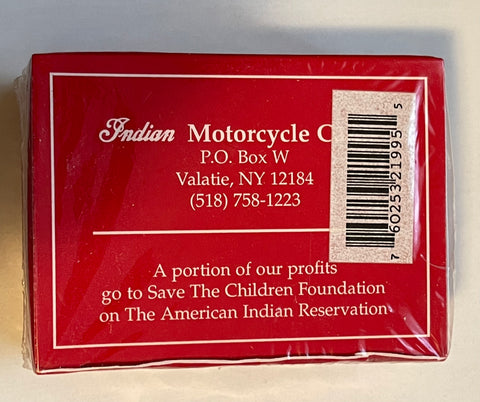 Indian Motorcycle C
P.O. Box W
Valatie, NY 12184
(518) 758-1223
7 60253 21995 5
A portion of our profits
go to Save The Children Foundation
on The American Indian Reservation